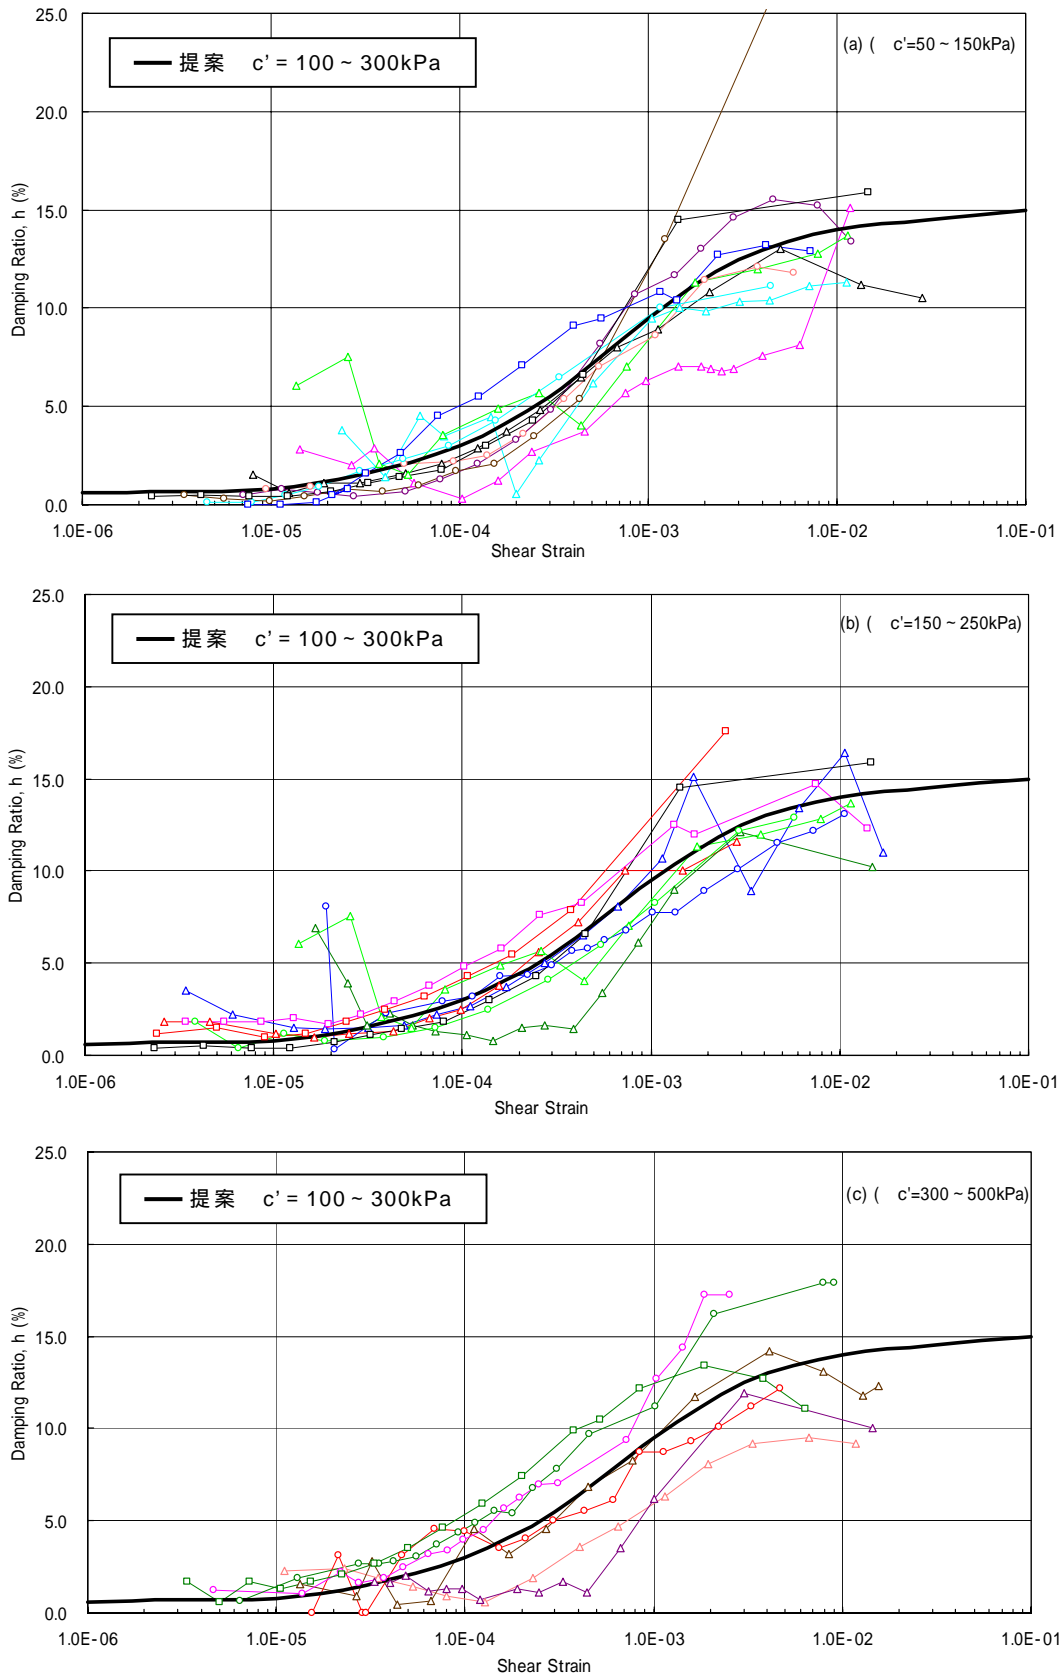 25.0
提案 c' = 100 ~ 300kPa
(a) ( c'=50 ~ 150kPa)
20.0
15.0
10.0
5.0
0.0
Damping Ratio, h (%)
1.0E-06 1.0E-05 1.0E-04 1.0E-03 1.0E-02 1.0E-01
Shear Strain
25.0
提案 c' = 100 ~ 300kPa
(b) ( c'=150 ~ 250kPa)
20.0
15.0
10.0
5.0
0.0
Damping Ratio, h (%)
1.0E-06 1.0E-05 1.0E-04 1.0E-03 1.0E-02 1.0E-01
Shear Strain
25.0
提案 c' = 100 ~ 300kPa
(c) ( c'=300 ~ 500kPa)
20.0
15.0
10.0
5.0
0.0
Damping Ratio, h (%)
1.0E-06 1.0E-05 1.0E-04 1.0E-03 1.0E-02 1.0E-01
Shear Strain